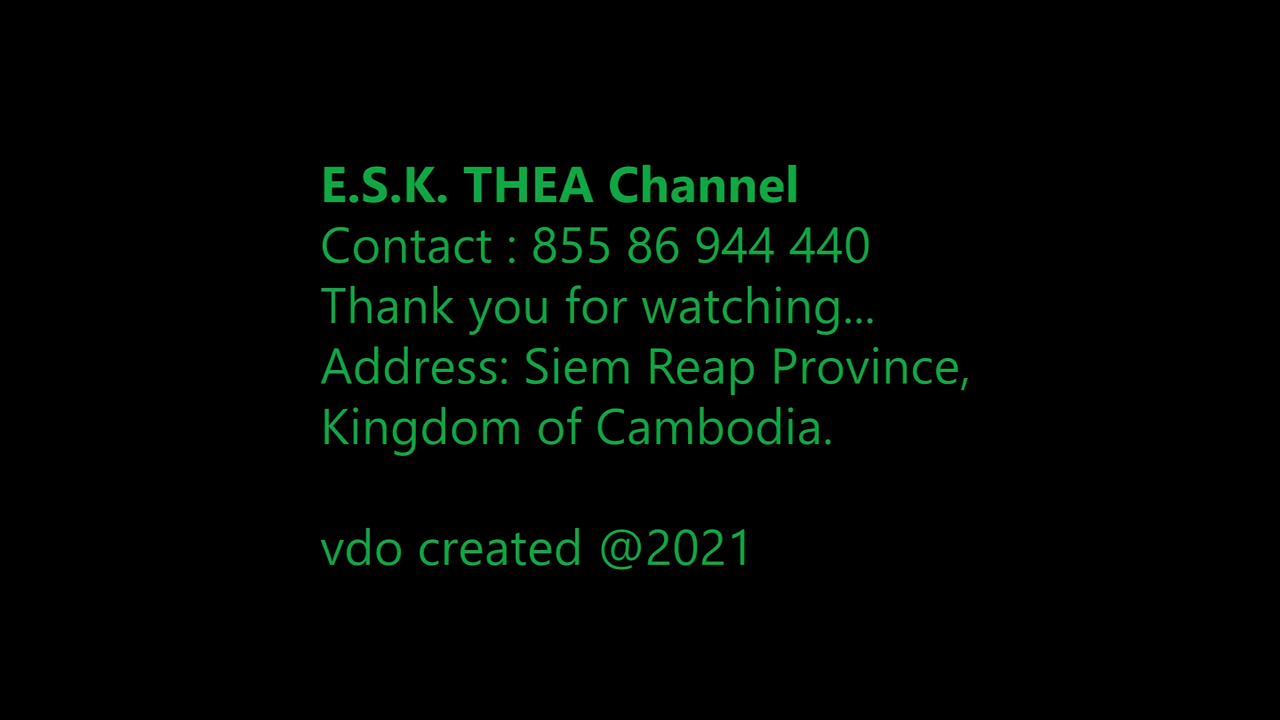 E.S.K. THEA Channel
Contact : 855 86 944 440
Thank you for watching...
Address: Siem Reap Province,
Kingdom of Cambodia.
vdo created @2021